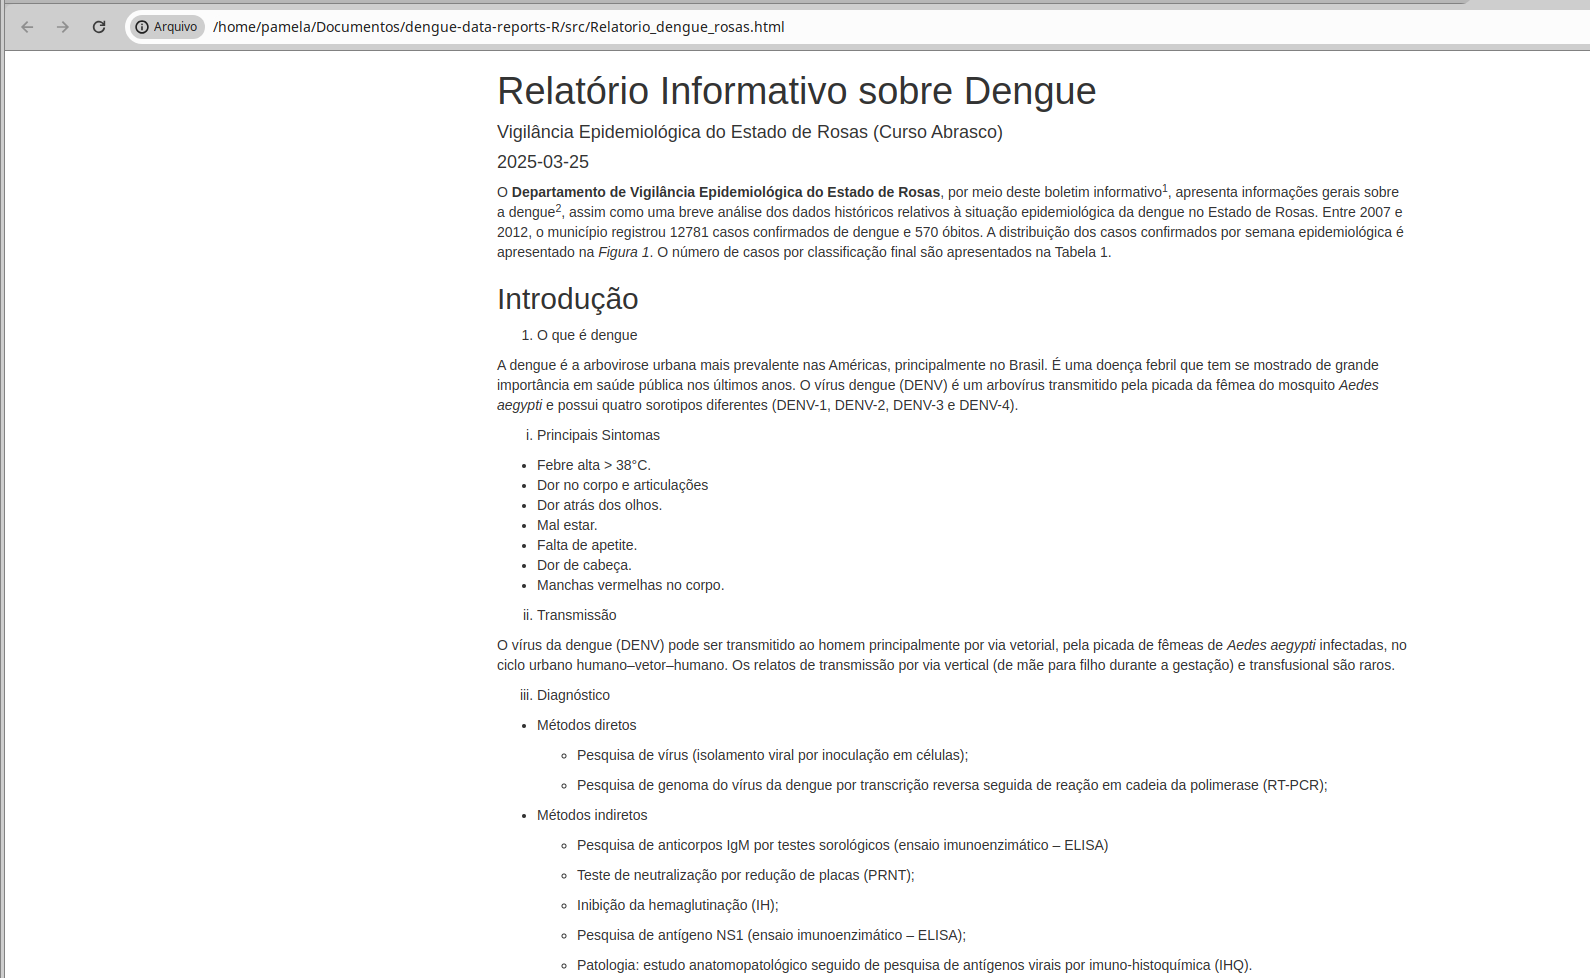 Arquivo /home/pamela/Documentos/dengue-data-reports-R/src/Relatorio_dengue_rosas.html
Relatório Informativo sobre Dengue
Vigilância Epidemiológica do Estado de Rosas (Curso Abrasco)
2025-03-25
O Departamento de Vigilância Epidemiológica do Estado de Rosas, por meio deste boletim informativo1, apresenta informações gerais sobre
a dengue2, assim como uma breve análise dos dados históricos relativos à situação epidemiológica da dengue no Estado de Rosas. Entre 2007 e
2012, o município registrou 12781 casos confirmados de dengue e 570 óbitos. A distribuição dos casos confirmados por semana epidemiológica é
apresentado na Figura 1. O número de casos por classificação final são apresentados na Tabela 1.
Introdução
1. O que é dengue
A dengue é a arbovirose urbana mais prevalente nas Américas, principalmente no Brasil. É uma doença febril que tem se mostrado de grande
importância em saúde pública nos últimos anos. O vírus dengue (DENV) é um arbovírus transmitido pela picada da fêmea do mosquito Aedes
aegypti e possui quatro sorotipos diferentes (DENV-1, DENV-2, DENV-3 e DENV-4).
i. Principais Sintomas
• Febre alta > 38°C.
• Dor no corpo e articulações
• Dor atrás dos olhos.
• Mal estar.
• Falta de apetite.
• Dor de cabeça.
• Manchas vermelhas no corpo.
ii. Transmissão
O vírus da dengue (DENV) pode ser transmitido ao homem principalmente por via vetorial, pela picada de fêmeas de Aedes aegypti infectadas, no
ciclo urbano humano–vetor–humano. Os relatos de transmissão por via vertical (de mãe para filho durante a gestação) e transfusional são raros.
iii. Diagnóstico
• Métodos diretos
◦ Pesquisa de vírus (isolamento viral por inoculação em células);
◦ Pesquisa de genoma do vírus da dengue por transcrição reversa seguida de reação em cadeia da polimerase (RT-PCR);
• Métodos indiretos
◦ Pesquisa de anticorpos IgM por testes sorológicos (ensaio imunoenzimático – ELISA)
◦ Teste de neutralização por redução de placas (PRNT);
◦ Inibição da hemaglutinação (IH);
◦ Pesquisa de antígeno NS1 (ensaio imunoenzimático – ELISA);
◦ Patologia: estudo anatomopatológico seguido de pesquisa de antígenos virais por imuno-histoquímica (IHQ).